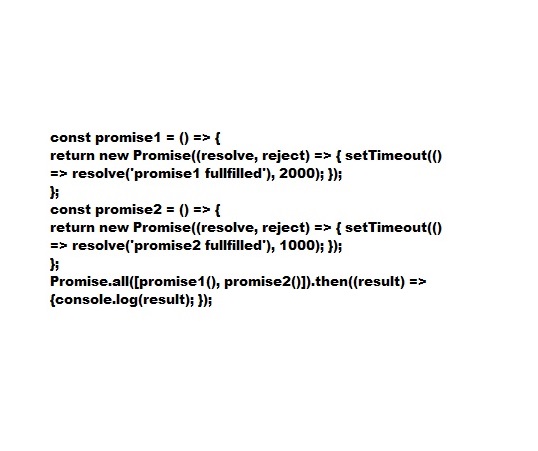 const promise1 = () => {
return new Promise((resolve, reject) => { setTimeout(()
=> resolve('promise1 fullfilled'), 2000); });
};
const promise2 = () => {
return new Promise((resolve, reject) => { setTimeout(()
=> resolve('promise2 fullfilled'), 1000); });
};
Promise.all([promise1(), promise2()]).then((result) =>
{console.log(result); });